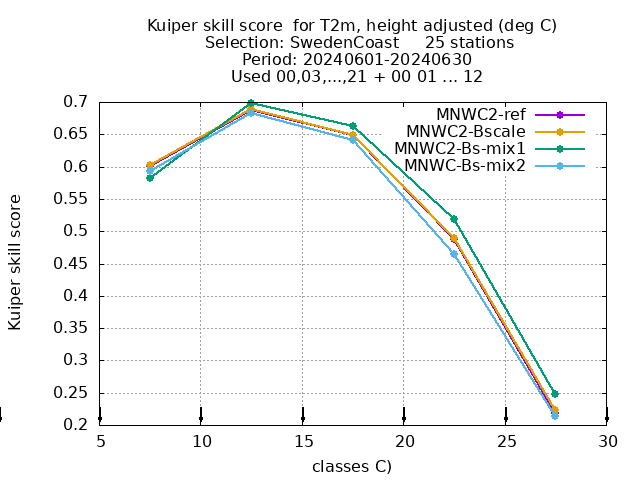 Kuiper skill score  for T2m, height adjusted (deg C)
Selection: SwedenCoast     25 stations
Period: 20240601-20240630
Used 00,03,...,21 + 00 01 ... 12
MNWC2-ref
MNWC2-Bscale
MNWC2-Bs-mix1
MNWC-Bs-mix2
Kuiper skill score
0.7
0.65
0.6
0.55
0.5
0.45
0.4
0.35
0.3
0.25
0.2
5
10
15
20
25
30
classes C)